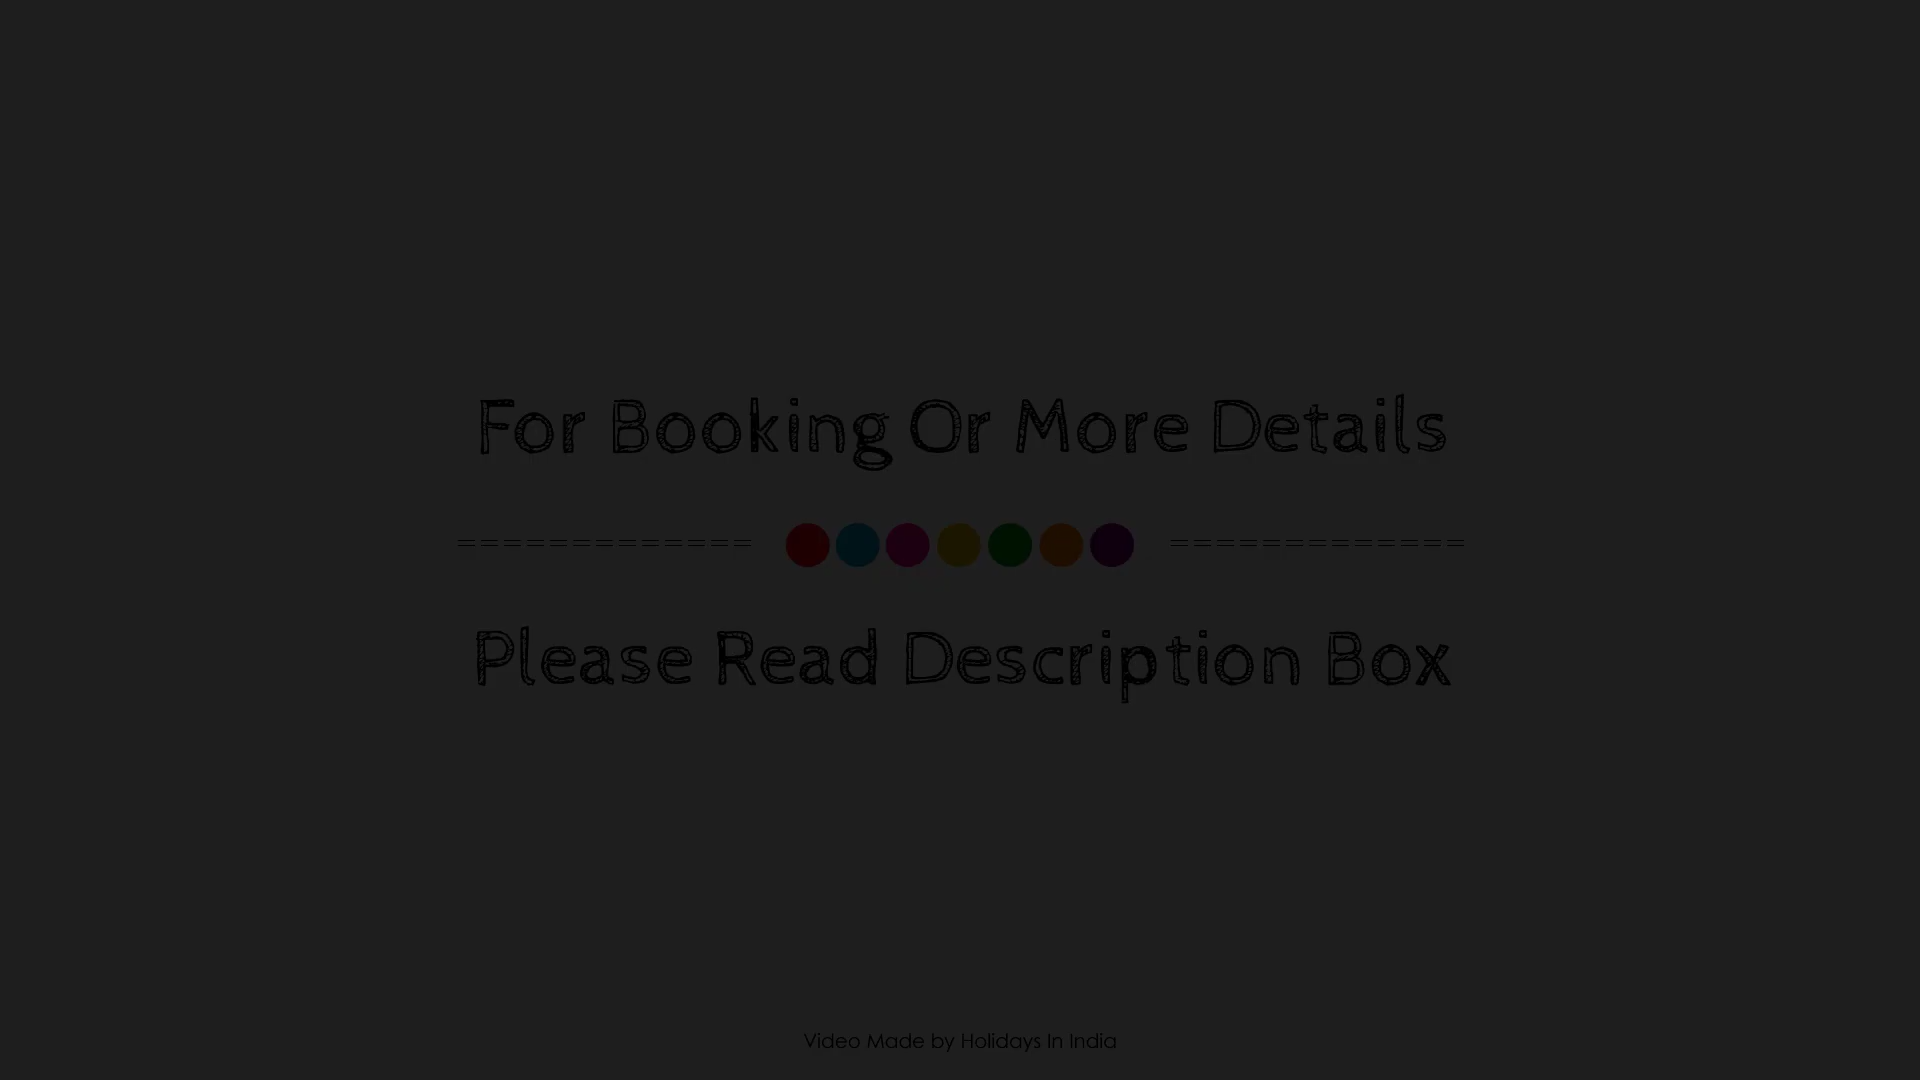 For Booking Or More Details
============= =============
Please Read Description Box
Video Made by Holidays In India